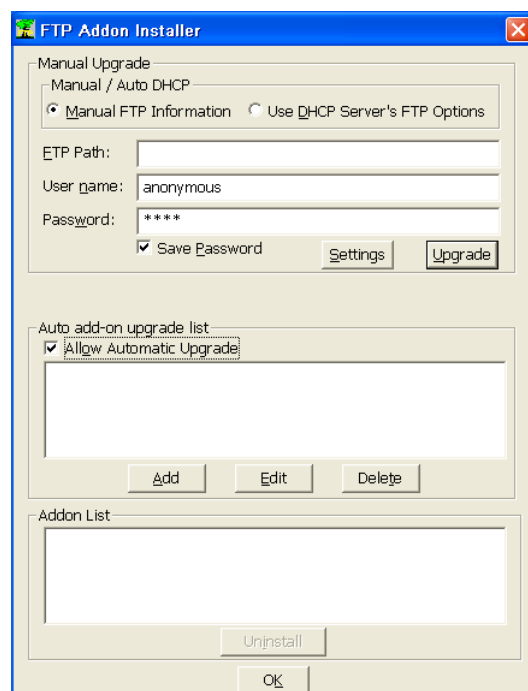 FTP Addon Installer
Manual Upgrade
Manual / Auto DHCP
Manual FTP Information Use DHCP Server's FTP Options
FTP Path:
User name: anonymous
Password: ****
Save Password Settings Upgrade
Auto add-on upgrade list
Allow Automatic Upgrade
Add Edit Delete
Addon List
Uninstall
OK